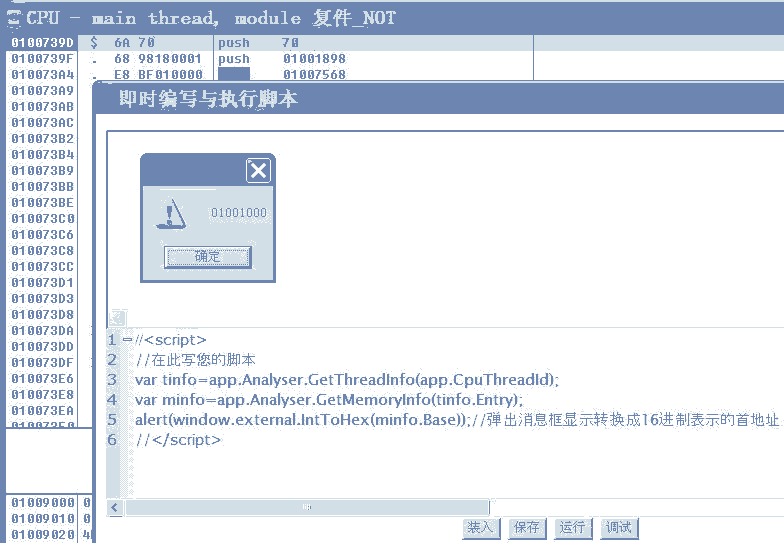 CPU - main thread, module 复件_NOT
0100739D $ 6A 70 push 70
0100739F . 68 98180001 push 01001898
010073A4 . E8 BF010000 01007568
010073A9
010073AB
010073AC
010073B2
010073B4
010073B9
010073BB
010073BE
010073C0
010073C6
010073C8
010073CC
010073D1
010073D3
010073D8
010073DA
010073DD
010073DF
010073E6
010073E8
010073EA
即时编写与执行脚本
01001000
确定
1 //<script>
2 //在此写您的脚本
3 var tinfo=app.Analyser.GetThreadInfo(app.CpuThreadId);
4 var minfo=app.Analyser.GetMemoryInfo(tinfo.Entry);
5 alert(window.external.IntToHex(minfo.Base));//弹出消息框显示转换成16进制表示的首地址
6 //</script>
01009000 0
01009010 0
01009020
装入 保存 运行 调试